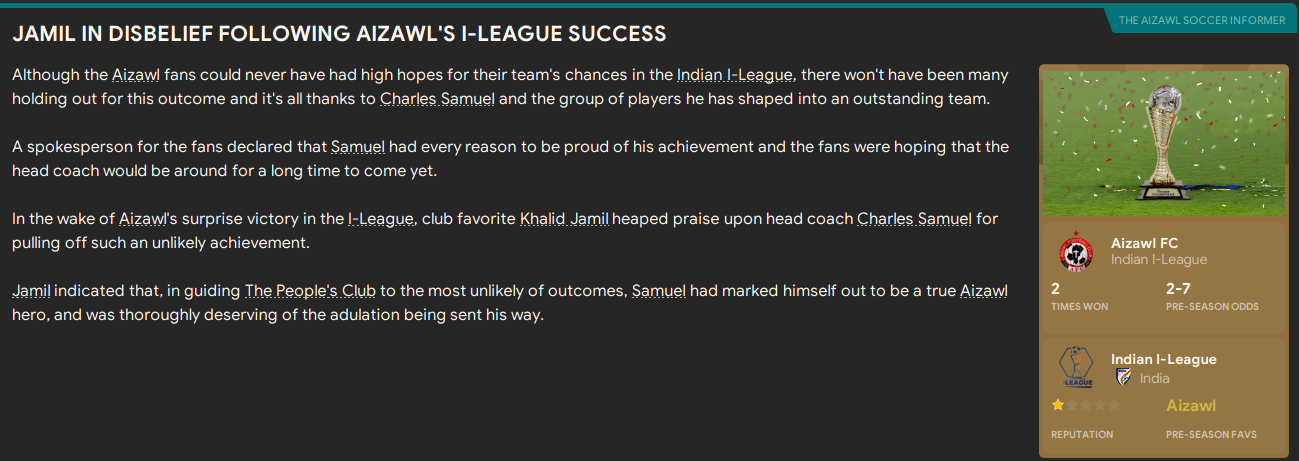 THE AIZAWL SOCCER INFORMER
JAMIL IN DISBELIEF FOLLOWING AIZAWL'S I-LEAGUE SUCCESS
Although the Aizawl fans could never have had high hopes for their team's chances in the Indian I-League, there won't have been many
holding out for this outcome and it's all thanks to Charles Samuel and the group of players he has shaped into an outstanding team.
A spokesperson for the fans declared that Samuel had every reason to be proud of his achievement and the fans were hoping that the
head coach would be around for a long time to come yet.
In the wake of Aizawl's surprise victory in the I-League, club favorite Khalid Jamil heaped praise upon head coach Charles Samuel for
pulling off such an unlikely achievement.
Jamil indicated that, in guiding The People's Club to the most unlikely of outcomes, Samuel had marked himself out to be a true Aizawl
hero, and was thoroughly deserving of the adulation being sent his way.
Aizawl FC
Indian I-League
2 2-7
TIMES WON PRE-SEASON ODDS
Indian I-League
India
I-LEAGUE
Aizawl
REPUTATION PRE-SEASON FAVS